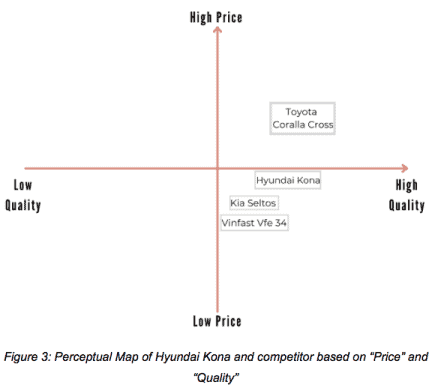 High Price
Toyota
Coralla Cross
Hyundai Kona
Low
Quality
High
Quality
Kia Seltos
Vinfast Vfe 34
Low Price
Figure 3: Perceptual Map of Hyundai Kona and competitor based on “Price” and
“Quality”